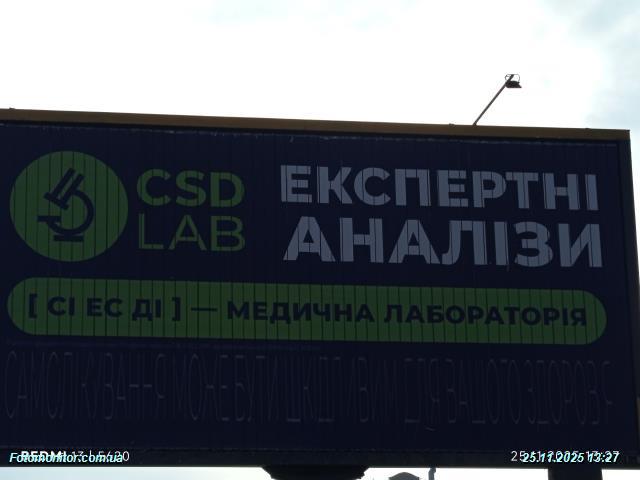 CSD
LAB
ЕКСПЕРТНІ
АНАЛІЗИ
[ СІ ЕС ДІ ] — МЕДИЧНА ЛАБОРАТОРІЯ
САМОЛІКУВАННЯ МОЖЕ БУТИ ШКІДЛИВИМ ДЛЯ ВАШОГО ЗДОРОВ'Я
Fotomonitor.com.ua
25.11.2025 13:27